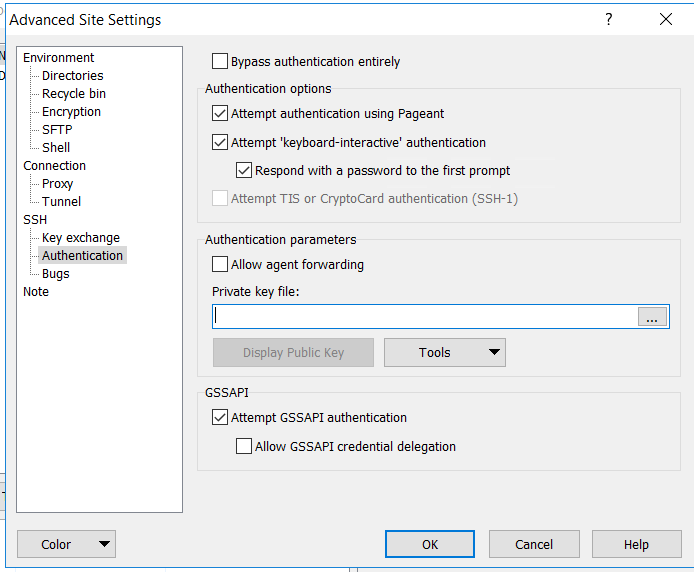 Advanced Site Settings
?
Environment
Directories
Recycle bin
Encryption
SFTP
Shell
Connection
Proxy
Tunnel
SSH
Key exchange
Authentication
Bugs
Note
Bypass authentication entirely
Authentication options
Attempt authentication using Pageant
Attempt 'keyboard-interactive' authentication
Respond with a password to the first prompt
Attempt TIS or CryptoCard authentication (SSH-1)
Authentication parameters
Allow agent forwarding
Private key file:
...
Display Public Key
Tools
GSSAPI
Attempt GSSAPI authentication
Allow GSSAPI credential delegation
Color
OK
Cancel
Help